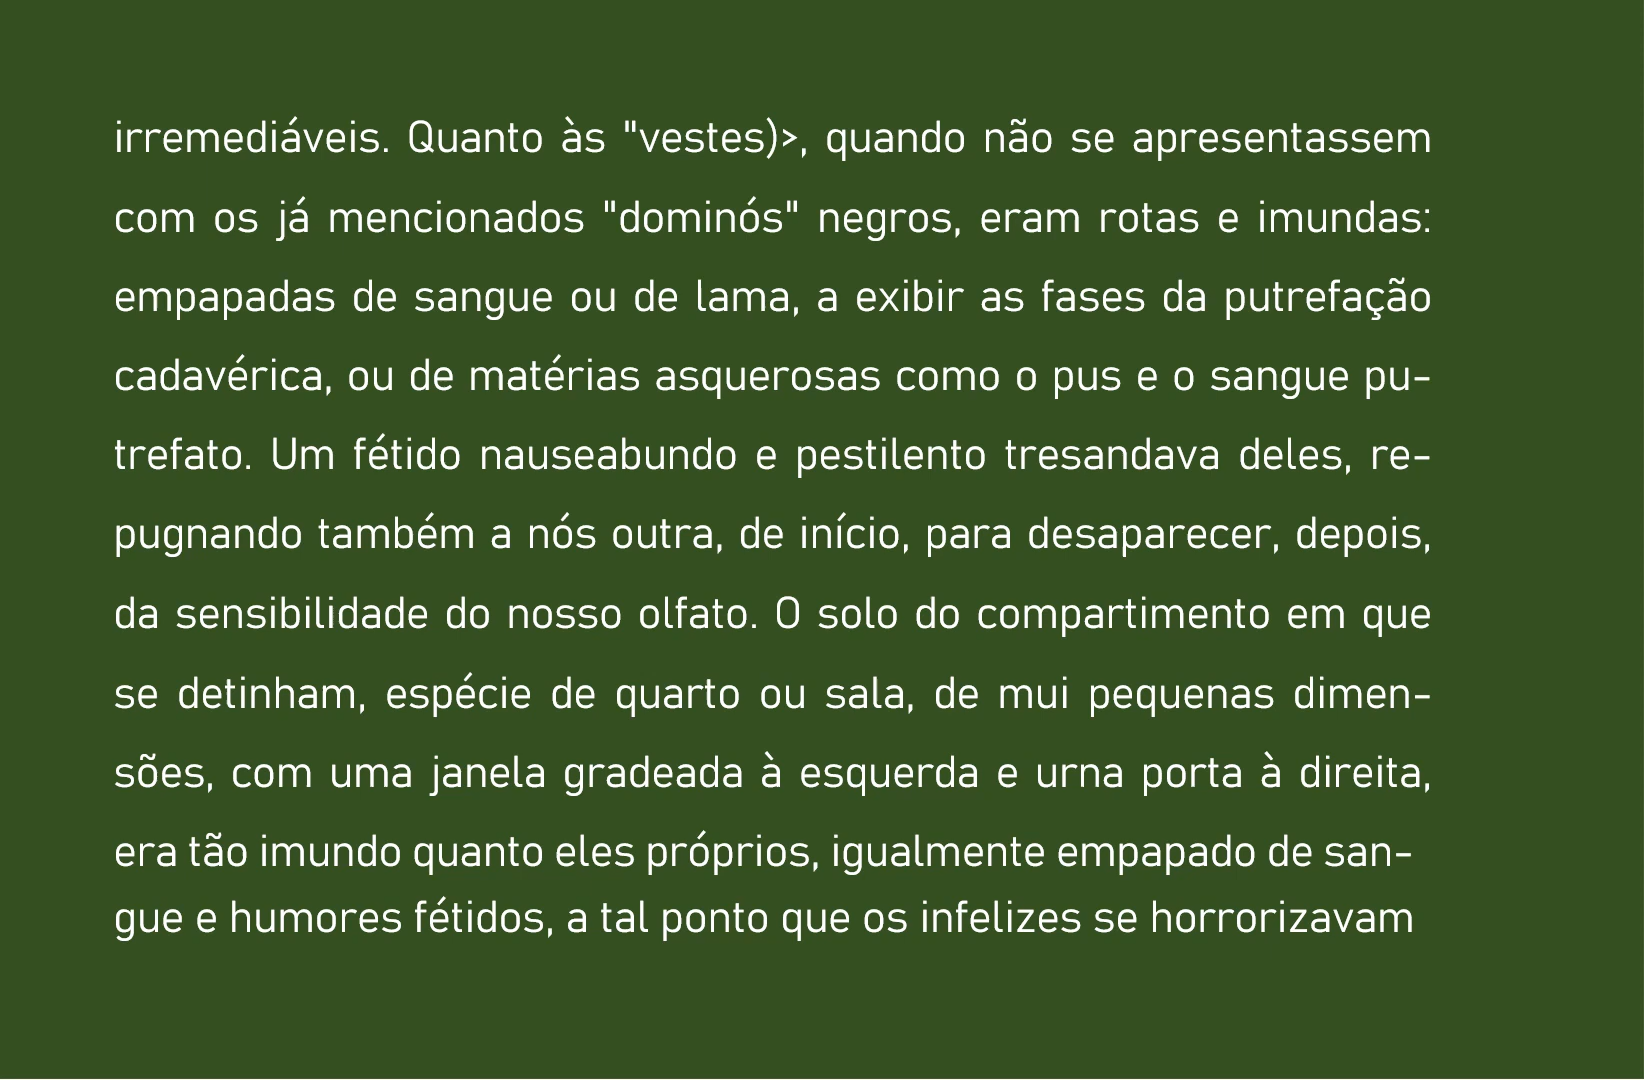 irremediáveis. Quanto às "vestes)>, quando não se apresentassem
com os já mencionados "dominós" negros, eram rotas e imundas:
empapadas de sangue ou de lama, a exibir as fases da putrefação
cadavérica, ou de matérias asquerosas como o pus e o sangue pu-
trefato. Um fétido nauseabundo e pestilento tresandava deles, re-
pugnando também a nós outra, de início, para desaparecer, depois,
da sensibilidade do nosso olfato. O solo do compartimento em que
se detinham, espécie de quarto ou sala, de mui pequenas dimen-
sões, com uma janela gradeada à esquerda e urna porta à direita,
era tão imundo quanto eles próprios, igualmente empapado de san-
gue e humores fétidos, a tal ponto que os infelizes se horrorizavam